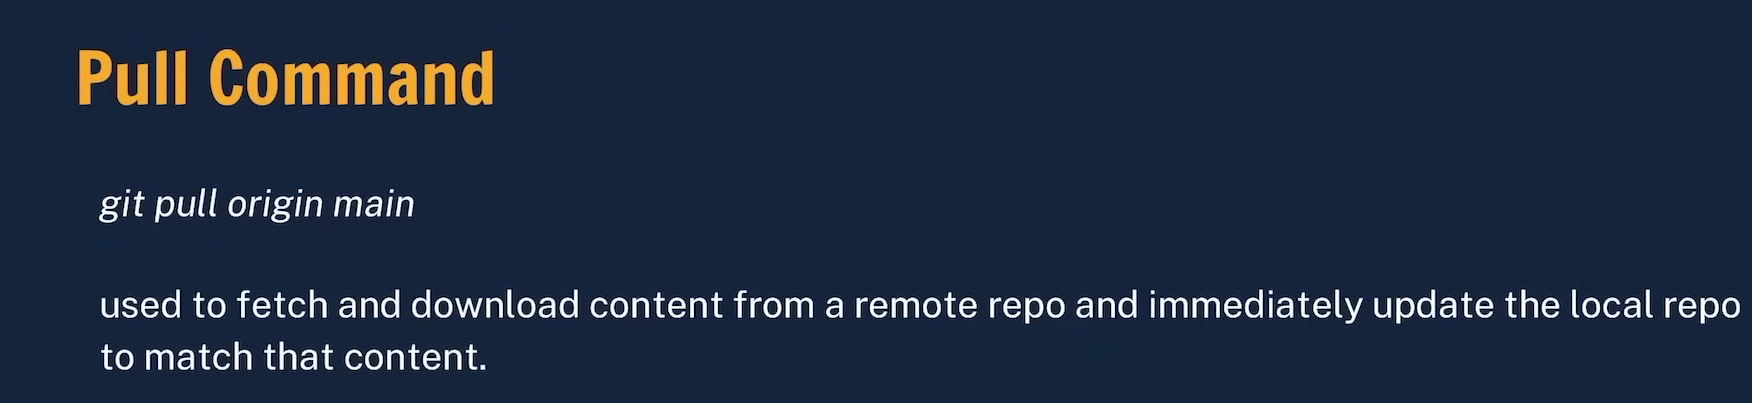 Pull Command
git pull origin main
used to fetch and download content from a remote repo and immediately update the local repo
to match that content.